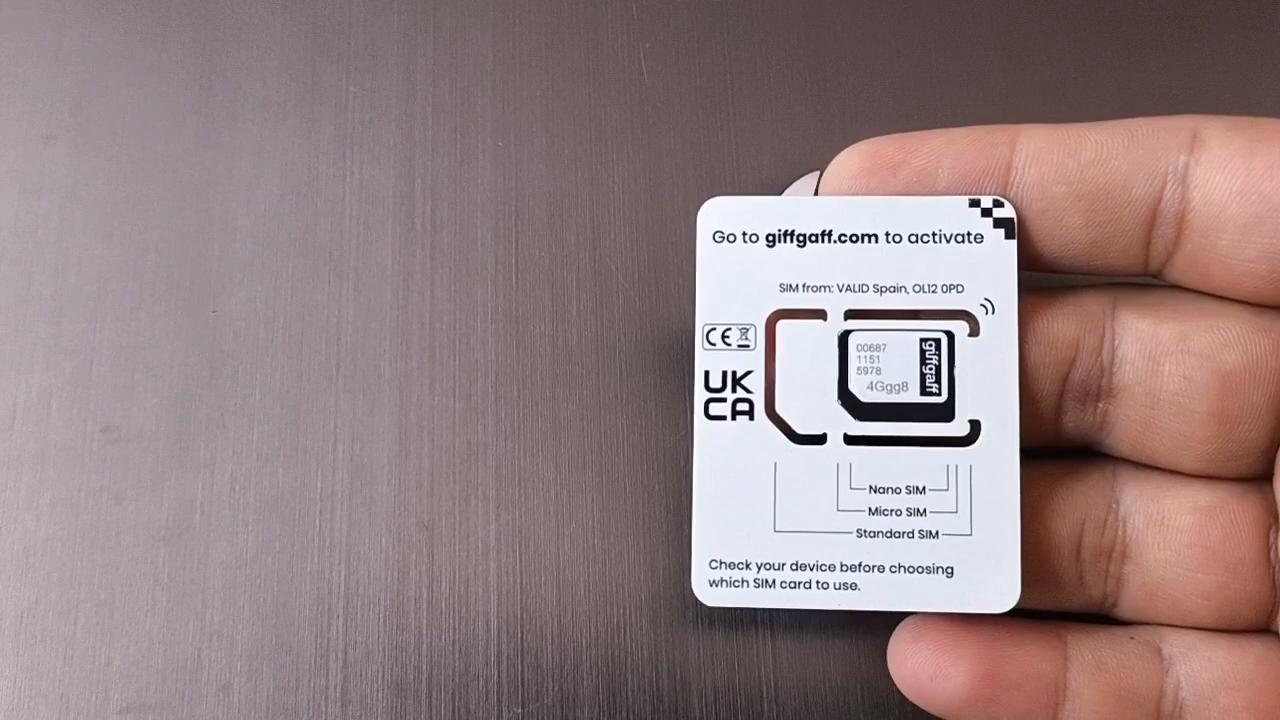 Go to giffgaff.com to activate
SIM from: VALID Spain, OL12 0PD
CE
UK
CA
00687
1151
5978
4Ggg8
giffgaff
Nano SIM
Micro SIM
Standard SIM
Check your device before choosing
which SIM card to use.